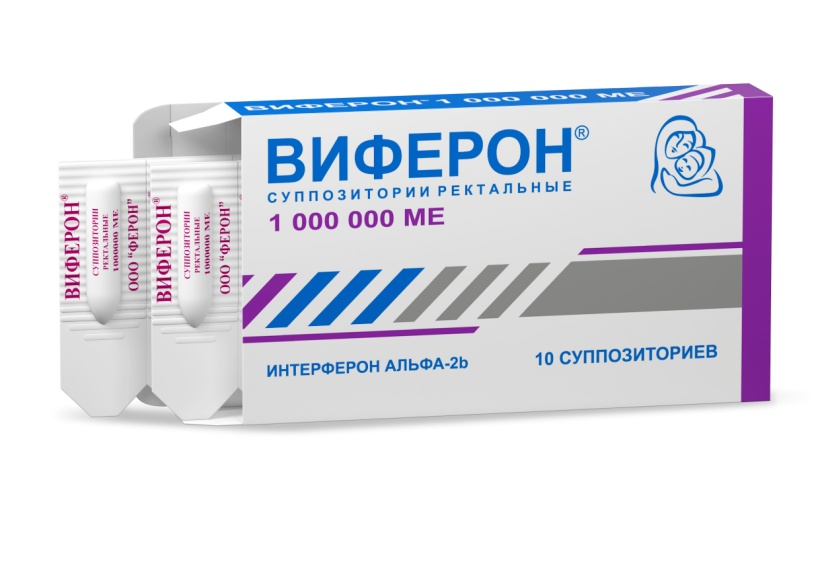 ВИФЕРОН® 1 000 000 МЕ
ВИФЕРОН®
СУППОЗИТОРИИ РЕКТАЛЬНЫЕ
1 000 000 МЕ
ИНТЕРФЕРОН АЛЬФА-2b
10 СУППОЗИТОРИЕВ
ВИФЕРОН®
СУППОЗИТОРИИ
РЕКТАЛЬНЫЕ
1000000 МЕ
ООО "ФЕРОН"
ВИФЕРОН®
СУППОЗИТОРИИ
РЕКТАЛЬНЫЕ
1000000 МЕ
ООО "ФЕРОН"